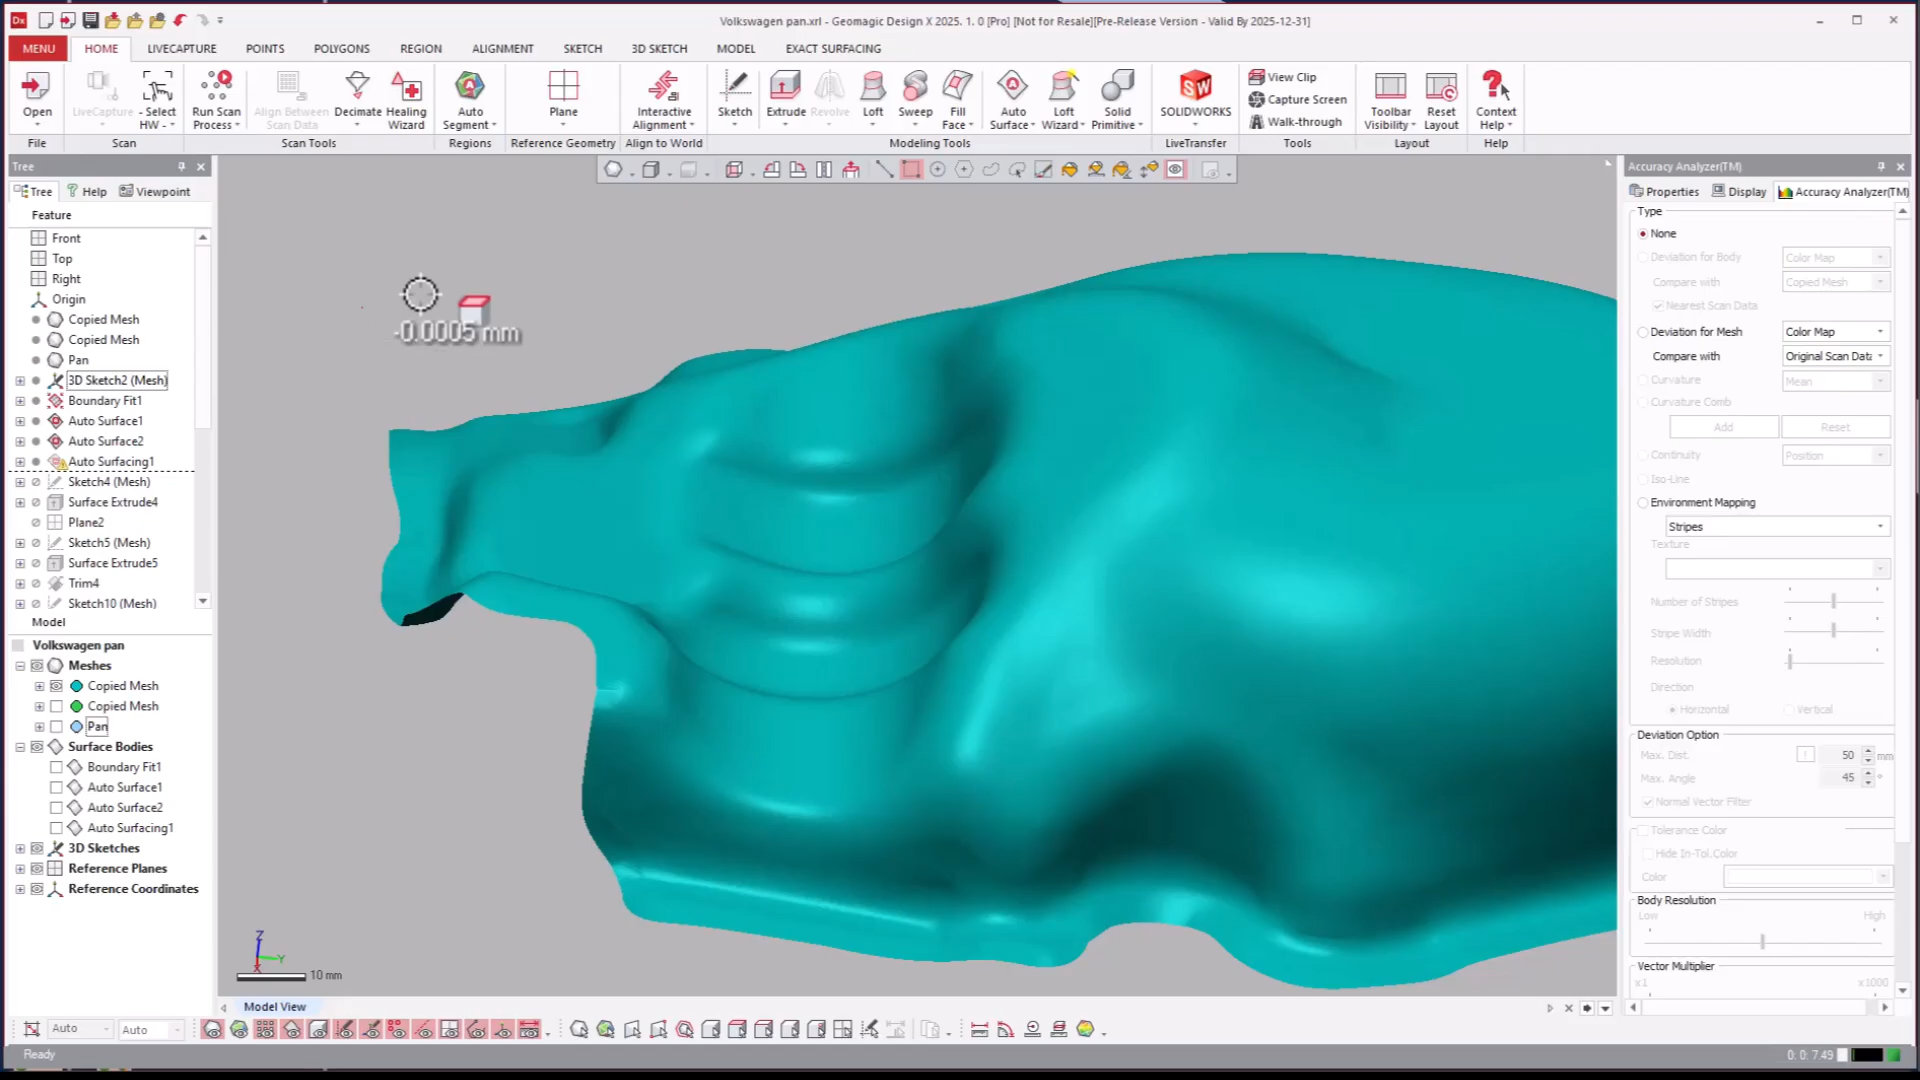 Volkswagen pan.xrl - Geomagic Design X 2025. 1. 0 [Pro] [Not for Resale][Pre-Release Version - Valid By 2025-12-31]
MENU HOME LIVECAPTURE POINTS POLYGONS REGION ALIGNMENT SKETCH 3D SKETCH MODEL EXACT SURFACING
Open
LiveCapture
Select HW
Run Scan Process
Align Between Scan Data
Decimate
Healing Wizard
Auto Segment
Plane
Interactive Alignment
Sketch
Extrude
Revolve
Loft
Sweep
Fill Face
Auto Surface
Loft Wizard
Solid Primitive
SOLIDWORKS
View Clip
Capture Screen
Walk-through
Toolbar Visibility
Reset Layout
Context Help
File Scan Scan Tools Regions Reference Geometry Align to World Modeling Tools LiveTransfer Tools Layout Help
Tree
Tree Help Viewpoint
Feature
Front
Top
Right
Origin
Copied Mesh
Copied Mesh
Pan
3D Sketch2 (Mesh)
Boundary Fit1
Auto Surface1
Auto Surface2
Auto Surfacing1
Sketch4 (Mesh)
Surface Extrude4
Plane2
Sketch5 (Mesh)
Surface Extrude5
Trim4
Sketch10 (Mesh)
Model
Volkswagen pan
Meshes
Copied Mesh
Copied Mesh
Pan
Surface Bodies
Boundary Fit1
Auto Surface1
Auto Surface2
Auto Surfacing1
3D Sketches
Reference Planes
Reference Coordinates
-0.0005 mm
Z
Y
X
10 mm
Model View
Accuracy Analyzer(TM)
Properties Display Accuracy Analyzer(TM)
Type
None
Deviation for Body Color Map
Compare with Copied Mesh
Nearest Scan Data
Deviation for Mesh Color Map
Compare with Original Scan Data
Curvature Mean
Curvature Comb
Add Reset
Continuity Position
Iso-Line
Environment Mapping
Stripes
Texture
Number of Stripes
Stripe Width
Resolution
Direction
Horizontal Vertical
Deviation Option
Max. Dist. 50 mm
Max. Angle 45 °
Normal Vector Filter
Tolerance Color
Hide In-Tol.Color
Color
Body Resolution
Low High
Vector Multiplier
x1 x1000
Auto Auto
Ready
0: 0: 7.49